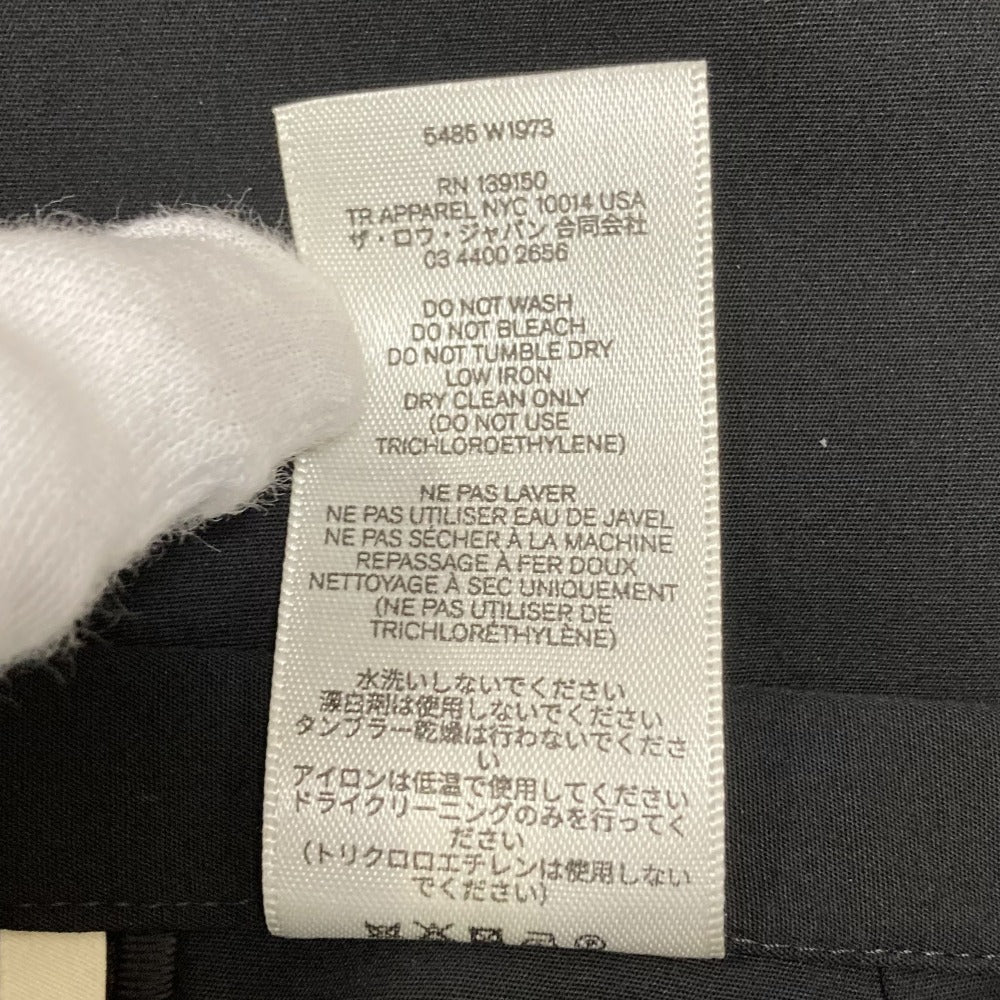 5485 W1973
RN 139150
TR APPAREL NYC 10014 USA
ザ・ロウ・ジャパン 合同会社
03 4400 2656
DO NOT WASH
DO NOT BLEACH
DO NOT TUMBLE DRY
LOW IRON
DRY CLEAN ONLY
(DO NOT USE
TRICHLOROETHYLENE)
NE PAS LAVER
NE PAS UTILISER EAU DE JAVEL
NE PAS SÉCHER À LA MACHINE
REPASSAGE À FER DOUX
NETTOYAGE À SEC UNIQUEMENT
(NE PAS UTILISER DE
TRICHLORÉTHYLÈNE)
水洗いしないでください
漂白剤は使用しないでください
タンブラー乾燥は行わないでくださ
い
アイロンは低温で使用してください
ドライクリーニングのみを行ってく
ださい
(トリクロロエチレンは使用しない
でください)